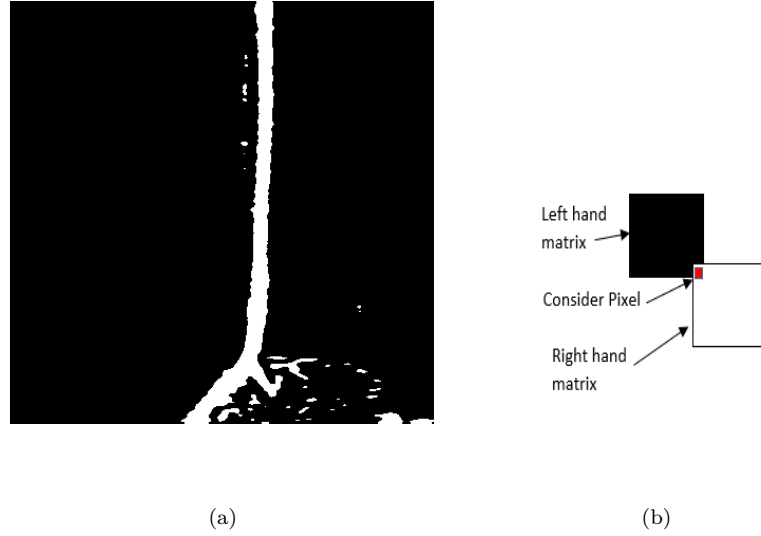 Left hand
matrix
Consider Pixel
Right hand
matrix
(a)
(b)